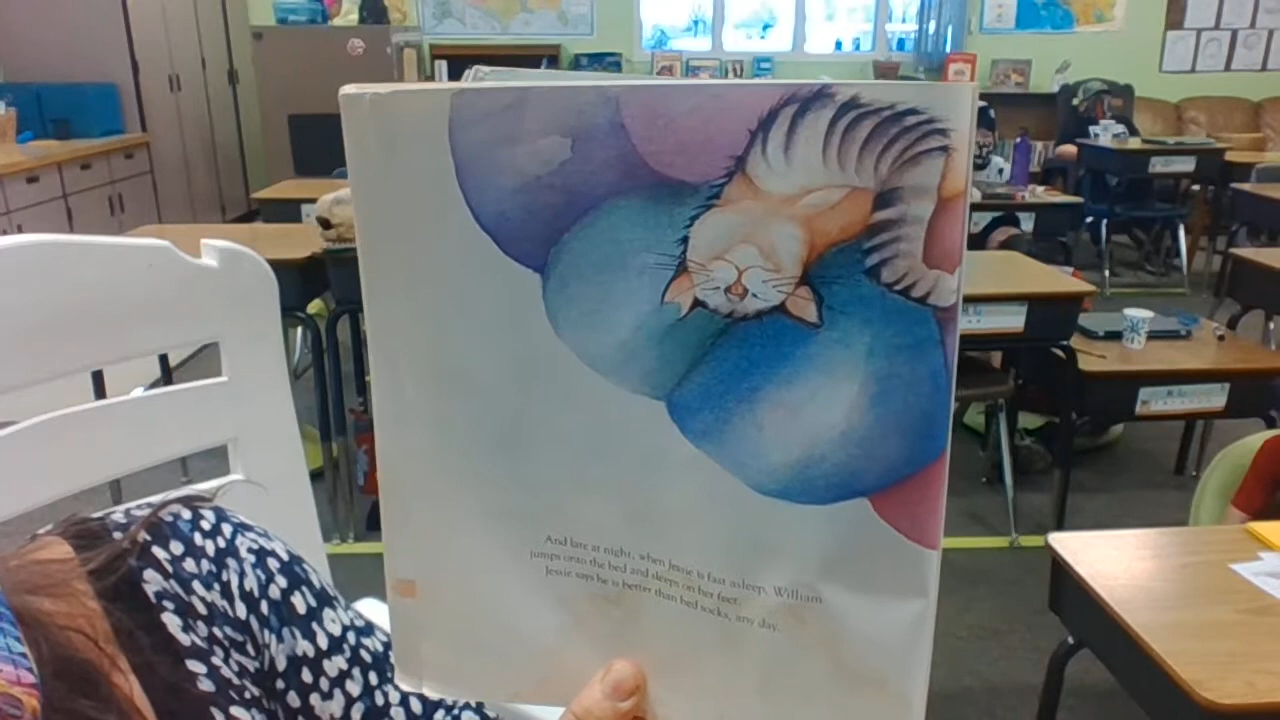 And late at night, when Jessie is fast asleep, William
jumps onto the bed and sleeps on her feet.
Jessie says he is better than bed socks, any day.